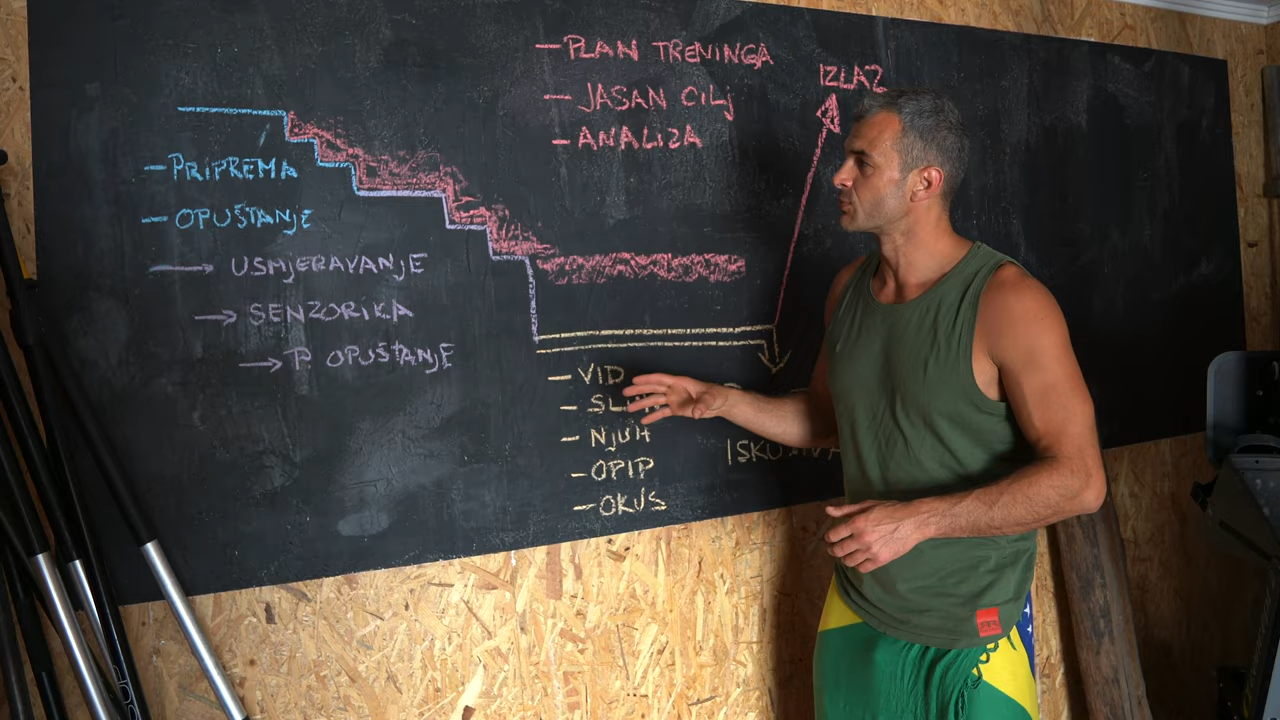 — PLAN TRENINGA
— JASAN CILJ
— ANALIZA
IZLAZ
— PRIPREMA
— OPUŠTANJE
→ USMJERAVANJE
→ SENZORIKA
→ P. OPUŠTANJE
— VID
— NJUH
— OPIP
— OKUS